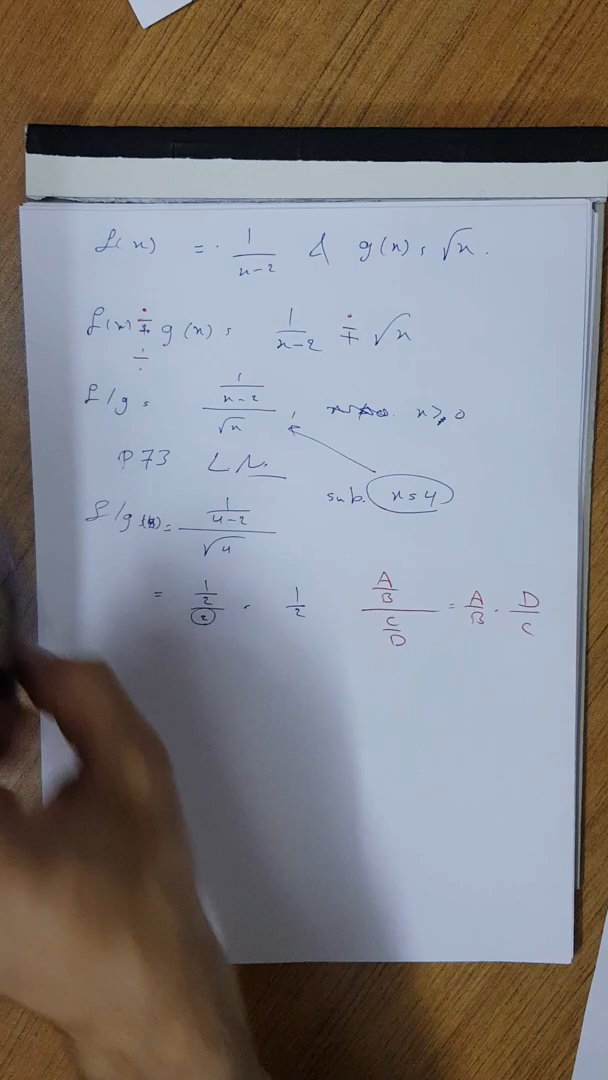 f(x) = 1/(x-2) & g(x) = √x.
f(x) ÷ g(x) = 1/(x-2) ÷ √x
÷
f/g = (1/(x-2))/√x , x ≥ 0
P73
sub. x = 4
f/g (4) = (1/(4-2))/√4
= (1/2)/2 = 1/2
(A/B)/(C/D) = A/B · D/C